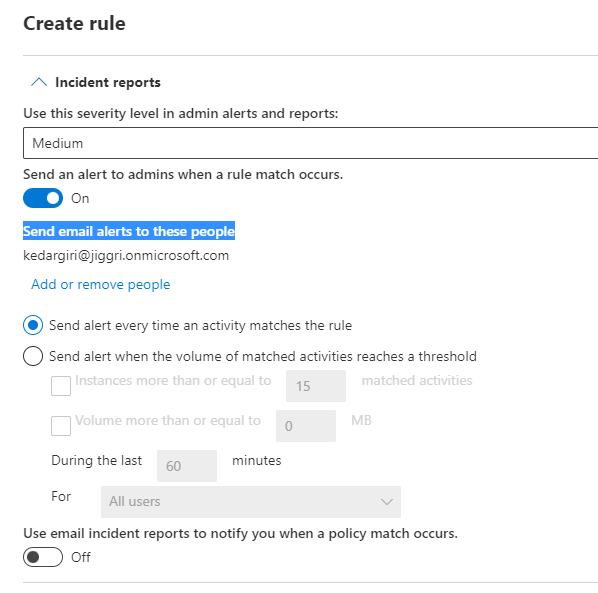 Create rule
Incident reports
Use this severity level in admin alerts and reports:
Medium
Send an alert to admins when a rule match occurs.
On
Send email alerts to these people
kedargiri@jiggri.onmicrosoft.com
Add or remove people
Send alert every time an activity matches the rule
Send alert when the volume of matched activities reaches a threshold
Instances more than or equal to 15 matched activities
Volume more than or equal to 0 MB
During the last 60 minutes
For All users
Use email incident reports to notify you when a policy match occurs.
Off